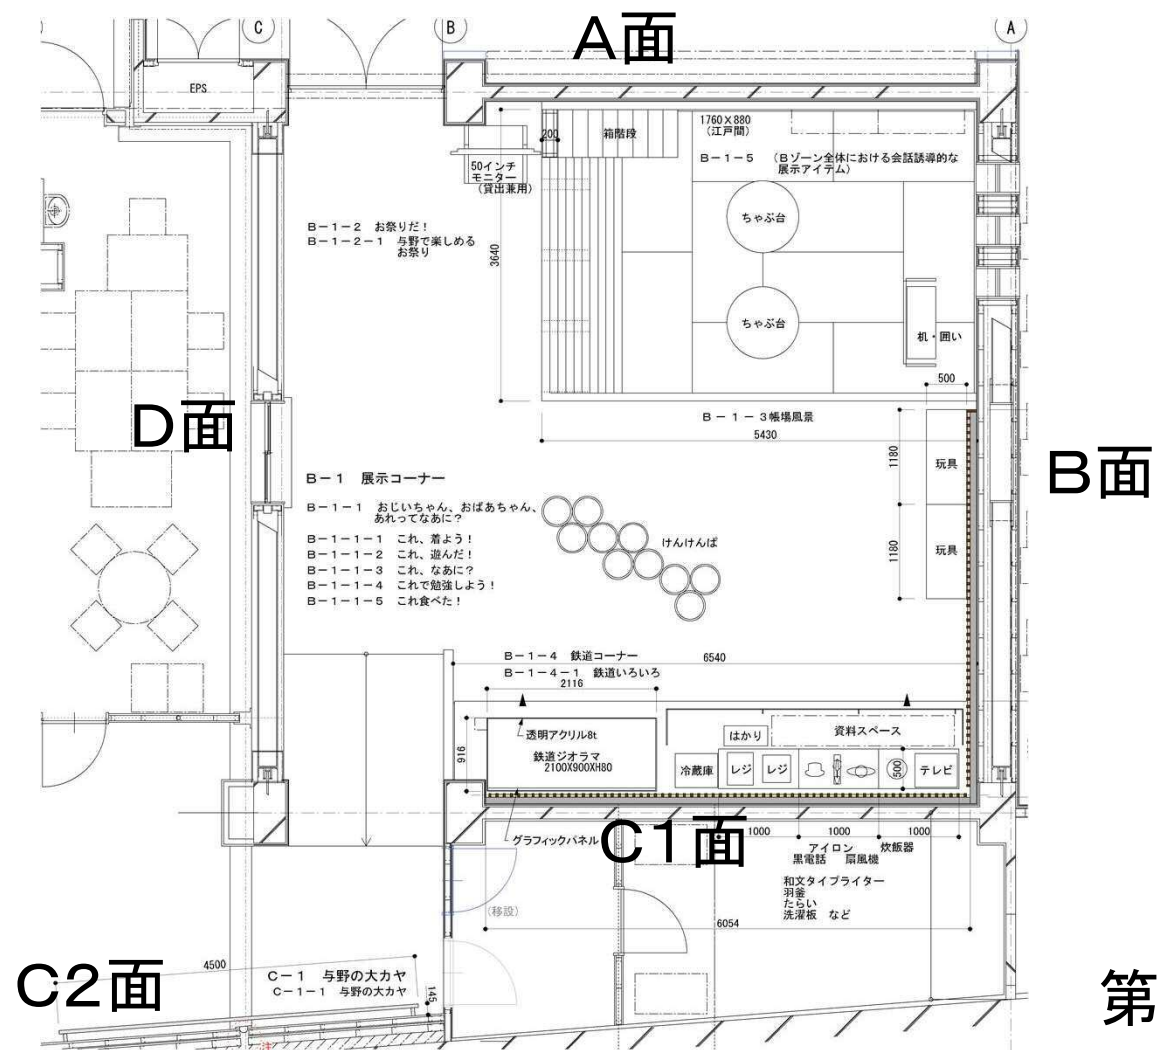 A面
C
B
A
EPS
200
箱階段
1760×880
(江戸間)
50インチ
モニター
(貸出兼用)
B-1-5 (Bゾーン全体における会話誘導的な
展示アイテム)
ちゃぶ台
B-1-2 お祭りだ!
B-1-2-1 与野で楽しめる
お祭り
3640
ちゃぶ台
机・囲い
500
D面
B-1-3帳場風景
5430
B面
1180
玩具
B-1 展示コーナー
B-1-1 おじいちゃん、おばあちゃん、
あれってなあに?
B-1-1-1 これ、着よう!
B-1-1-2 これ、遊んだ!
B-1-1-3 これ、なあに?
B-1-1-4 これで勉強しよう!
B-1-1-5 これ食べた!
けんけんぱ
1180
玩具
B-1-4 鉄道コーナー
6540
B-1-4-1 鉄道いろいろ
2116
透明アクリル8t
はかり
資料スペース
916
鉄道ジオラマ
2100X900XH80
冷蔵庫
レジ
レジ
500
テレビ
グラフィックパネル
C1面
1000
1000
1000
アイロン 炊飯器
黒電話 扇風機
和文タイプライター
羽釜
たらい
洗濯板 など
(移設)
6054
C2面
4500
C-1 与野の大カヤ
C-1-1 与野の大カヤ
145
第
注